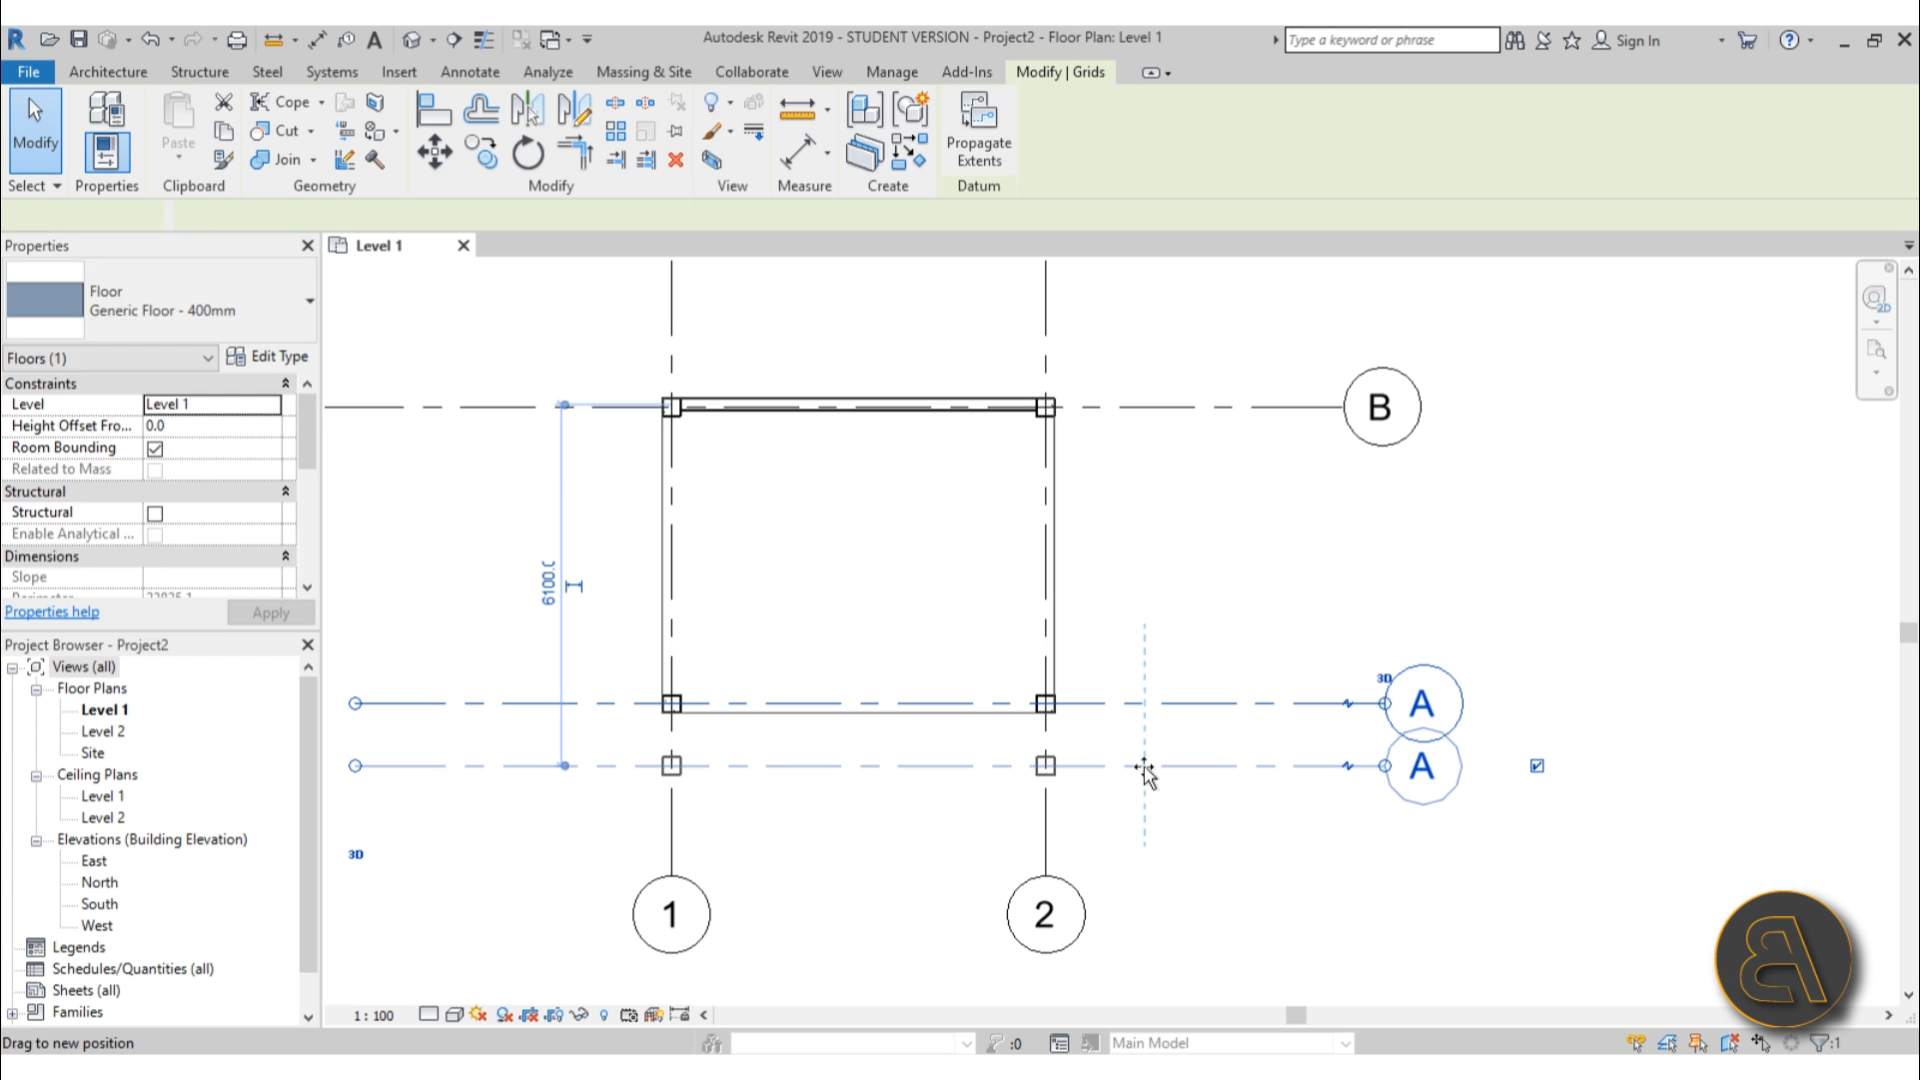 Autodesk Revit 2019 - STUDENT VERSION - Project2 - Floor Plan: Level 1
Type a keyword or phrase
Sign In
File Architecture Structure Steel Systems Insert Annotate Analyze Massing & Site Collaborate View Manage Add-Ins Modify | Grids
Modify
Paste
Cope
Cut
Join
Propagate
Extents
Select Properties Clipboard Geometry Modify View Measure Create Datum
Properties
Level 1
Floor
Generic Floor - 400mm
Floors (1)
Edit Type
Constraints
Level Level 1
Height Offset Fro... 0.0
Room Bounding
Related to Mass
Structural
Structural
Enable Analytical ...
Dimensions
Slope
Properties help
Apply
Project Browser - Project2
Views (all)
Floor Plans
Level 1
Level 2
Site
Ceiling Plans
Level 1
Level 2
Elevations (Building Elevation)
East
North
South
West
Legends
Schedules/Quantities (all)
Sheets (all)
Families
B
6100.0
3D
A
A
3D
1
2
2D
1 : 100
Drag to new position
:0
Main Model
:1